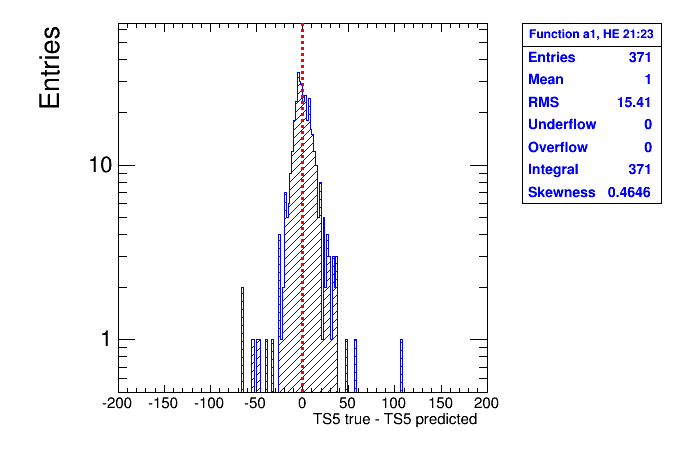 Entries
10
1
-200 -150 -100 -50 0 50 100 150 200
TS5 true - TS5 predicted
Function a1, HE 21:23
Entries 371
Mean 1
RMS 15.41
Underflow 0
Overflow 0
Integral 371
Skewness 0.4646